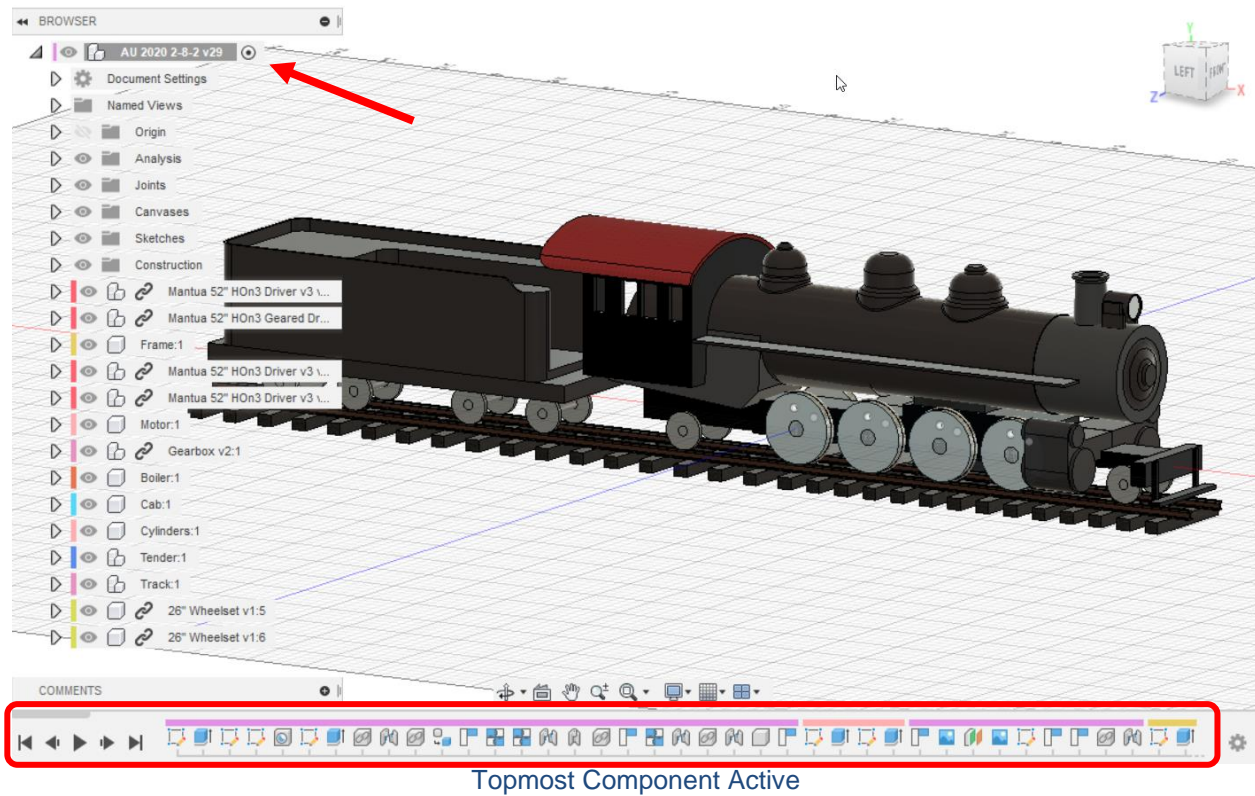 BROWSER
AU 2020 2-8-2 v29
Document Settings
Named Views
Origin
Analysis
Joints
Canvases
Sketches
Construction
Mantua 52" HOn3 Driver v3 \...
Mantua 52" HOn3 Geared Dr...
Frame:1
Mantua 52" HOn3 Driver v3 \...
Mantua 52" HOn3 Driver v3 \...
Motor:1
Gearbox v2:1
Boiler:1
Cab:1
Cylinders:1
Tender:1
Track:1
26" Wheelset v1:5
26" Wheelset v1:6
COMMENTS
Y
LEFT
FRONT
Z
X
Topmost Component Active